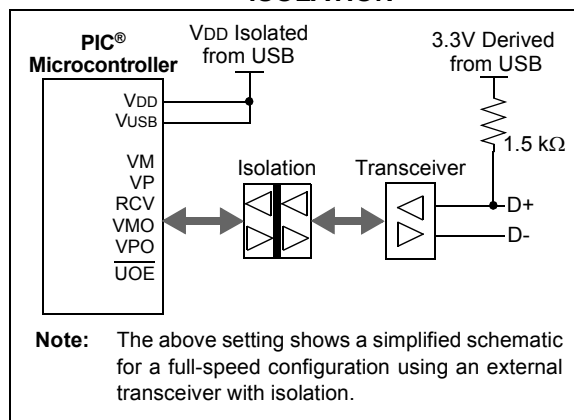 ISOLATION
PIC®
Microcontroller
VDD Isolated
from USB
3.3V Derived
from USB
VDD
VUSB
1.5 kΩ
VM
VP
RCV
VMO
VPO
UOE
Isolation
Transceiver
D+
D-
Note: The above setting shows a simplified schematic
for a full-speed configuration using an external
transceiver with isolation.